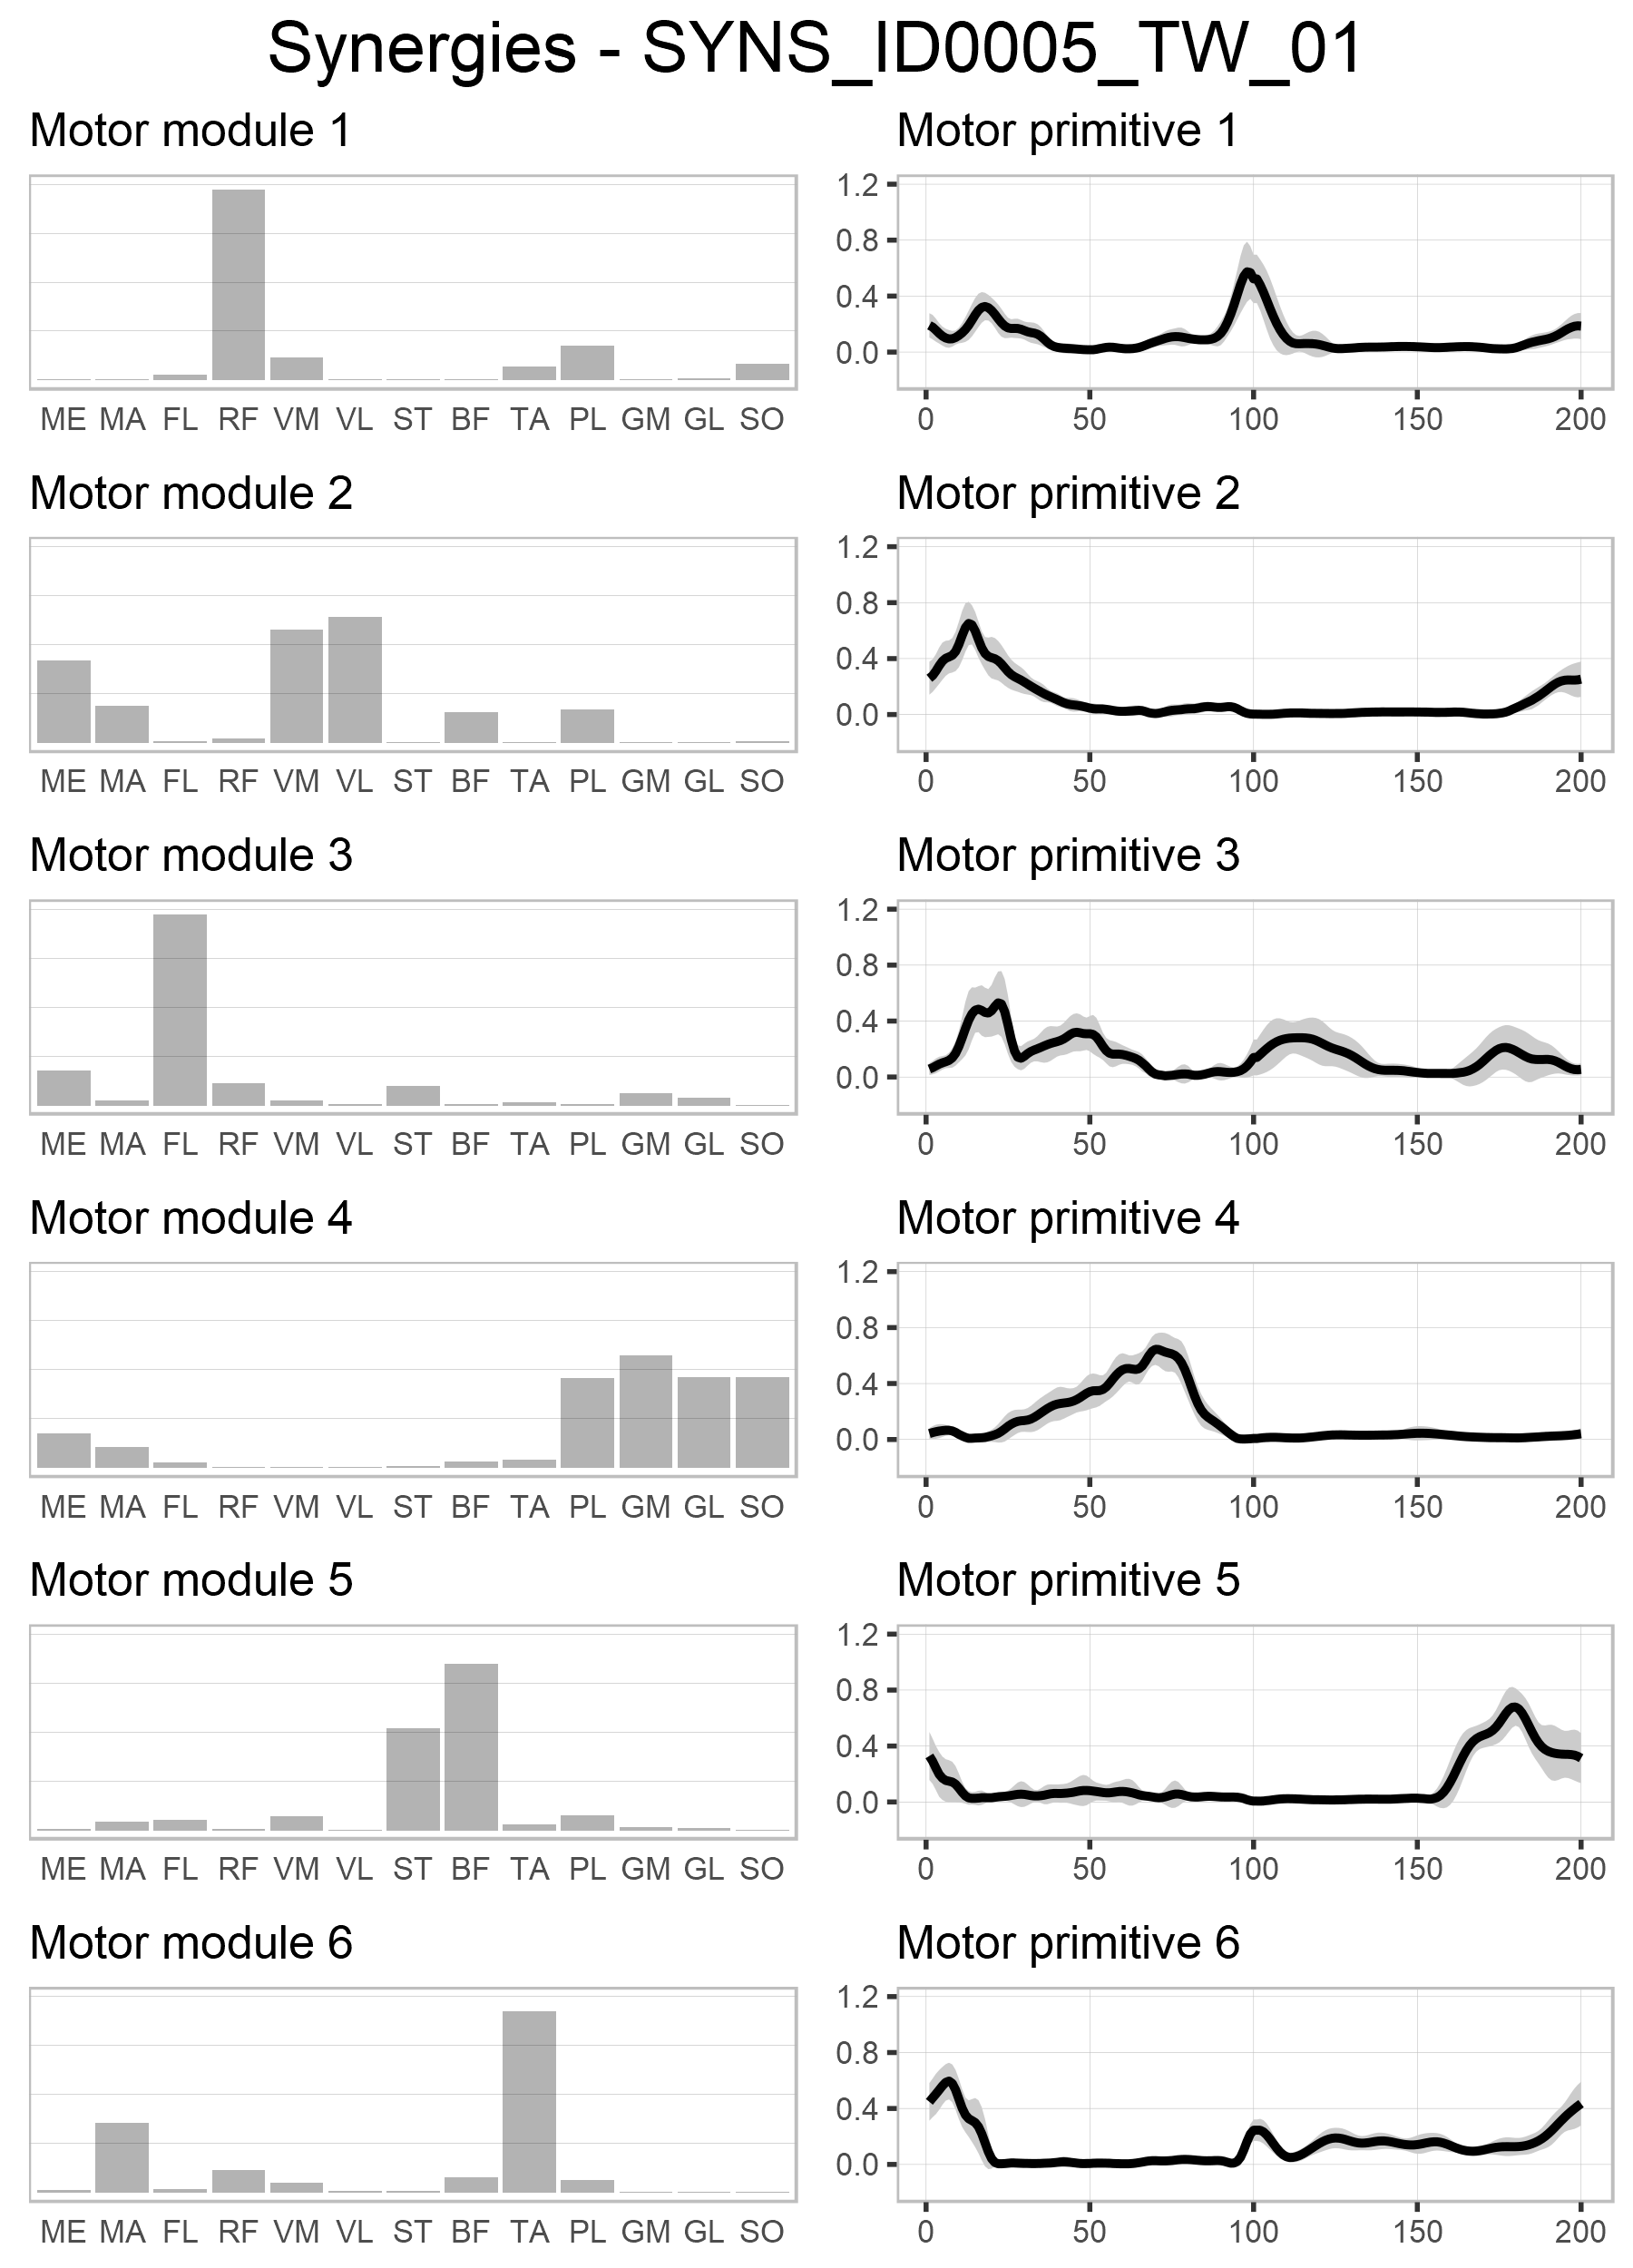 Synergies - SYNS_ID0005_TW_01
Motor module 1
Motor primitive 1
1.2
0.8
0.4
0.0
ME MA FL RF VM VL ST BF TA PL GM GL SO
0 50 100 150 200
Motor module 2
Motor primitive 2
1.2
0.8
0.4
0.0
ME MA FL RF VM VL ST BF TA PL GM GL SO
0 50 100 150 200
Motor module 3
Motor primitive 3
1.2
0.8
0.4
0.0
ME MA FL RF VM VL ST BF TA PL GM GL SO
0 50 100 150 200
Motor module 4
Motor primitive 4
1.2
0.8
0.4
0.0
ME MA FL RF VM VL ST BF TA PL GM GL SO
0 50 100 150 200
Motor module 5
Motor primitive 5
1.2
0.8
0.4
0.0
ME MA FL RF VM VL ST BF TA PL GM GL SO
0 50 100 150 200
Motor module 6
Motor primitive 6
1.2
0.8
0.4
0.0
ME MA FL RF VM VL ST BF TA PL GM GL SO
0 50 100 150 200